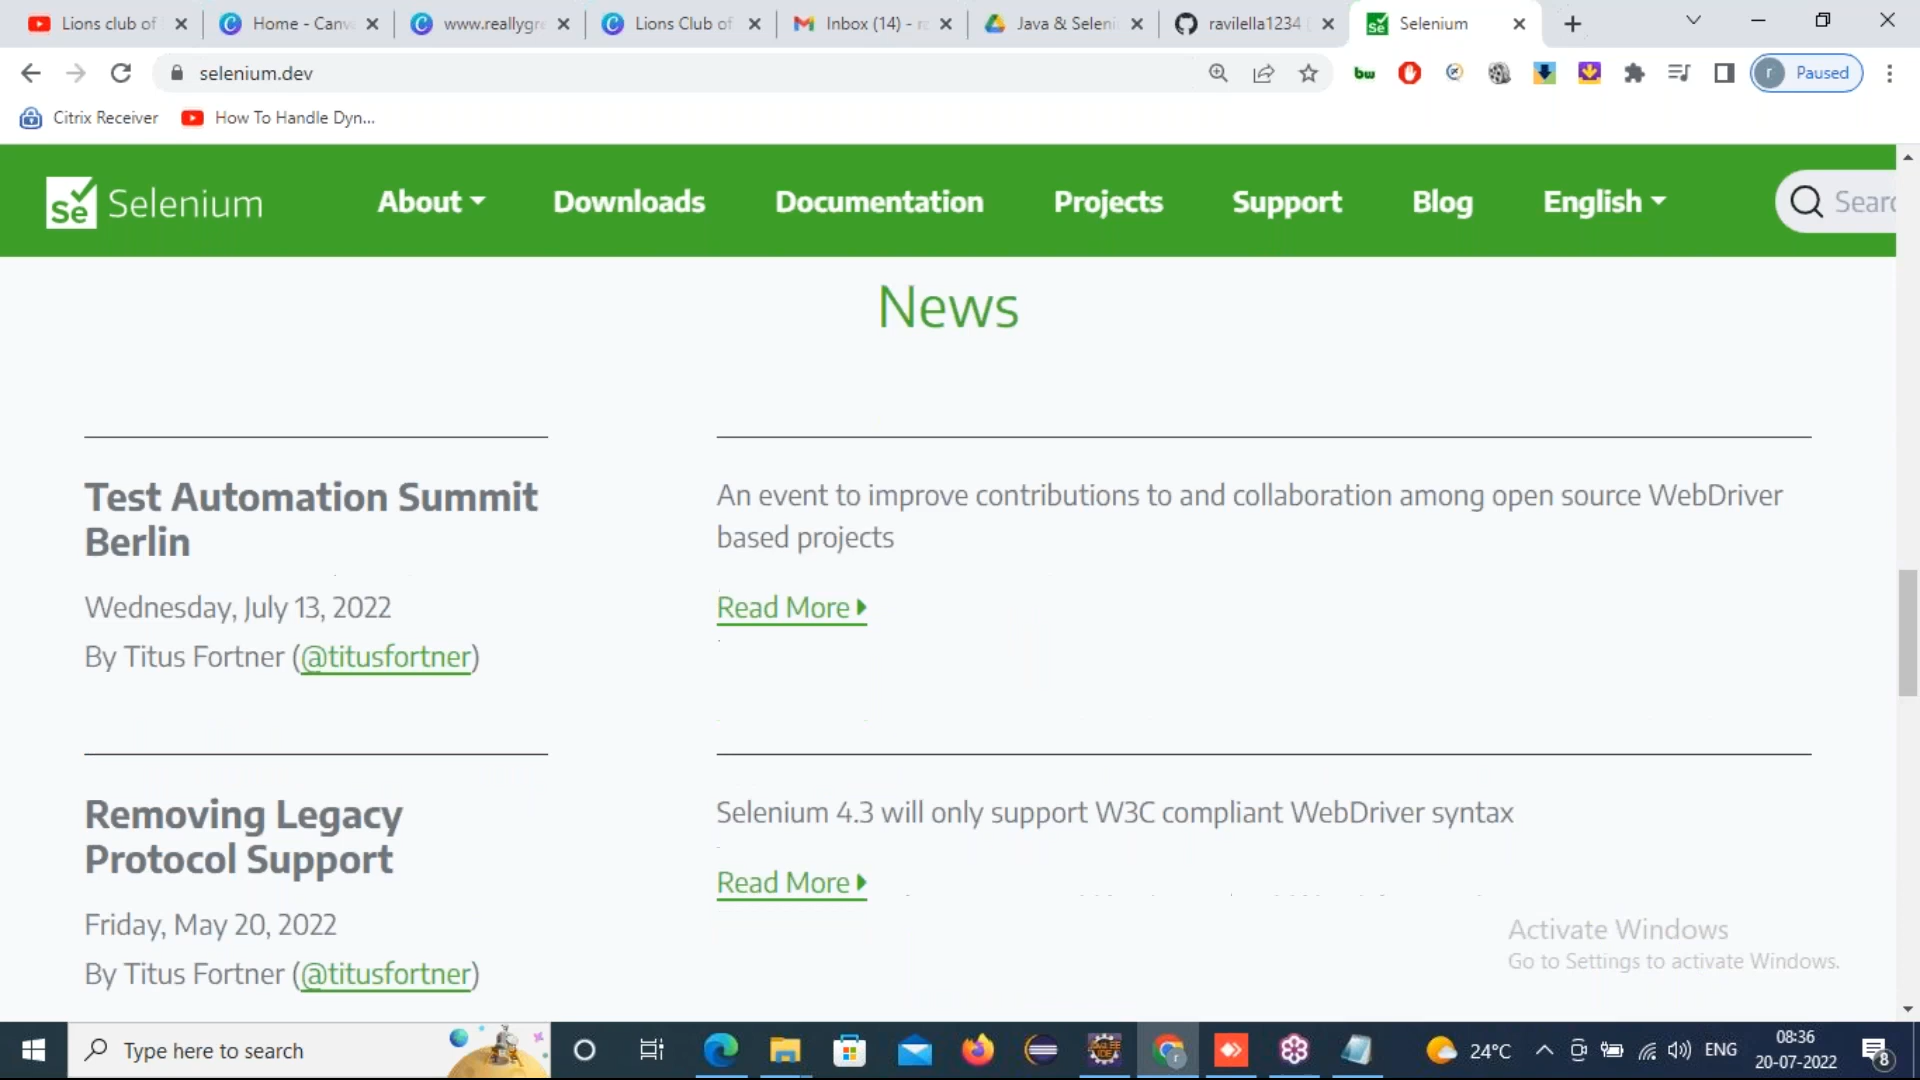 Lions club of
Home - Canv
www.reallygre
Lions Club of
Inbox (14) - r
Java & Seleni
ravilella1234
Selenium
selenium.dev
bw
r Paused
Citrix Receiver
How To Handle Dyn...
Se Selenium
About
Downloads
Documentation
Projects
Support
Blog
English
Searc
News
Test Automation Summit
Berlin
Wednesday, July 13, 2022
By Titus Fortner (@titusfortner)
An event to improve contributions to and collaboration among open source WebDriver
based projects
Read More
Removing Legacy
Protocol Support
Friday, May 20, 2022
By Titus Fortner (@titusfortner)
Selenium 4.3 will only support W3C compliant WebDriver syntax
Read More
Activate Windows
Go to Settings to activate Windows.
Type here to search
24°C
ENG
08:36
20-07-2022
8